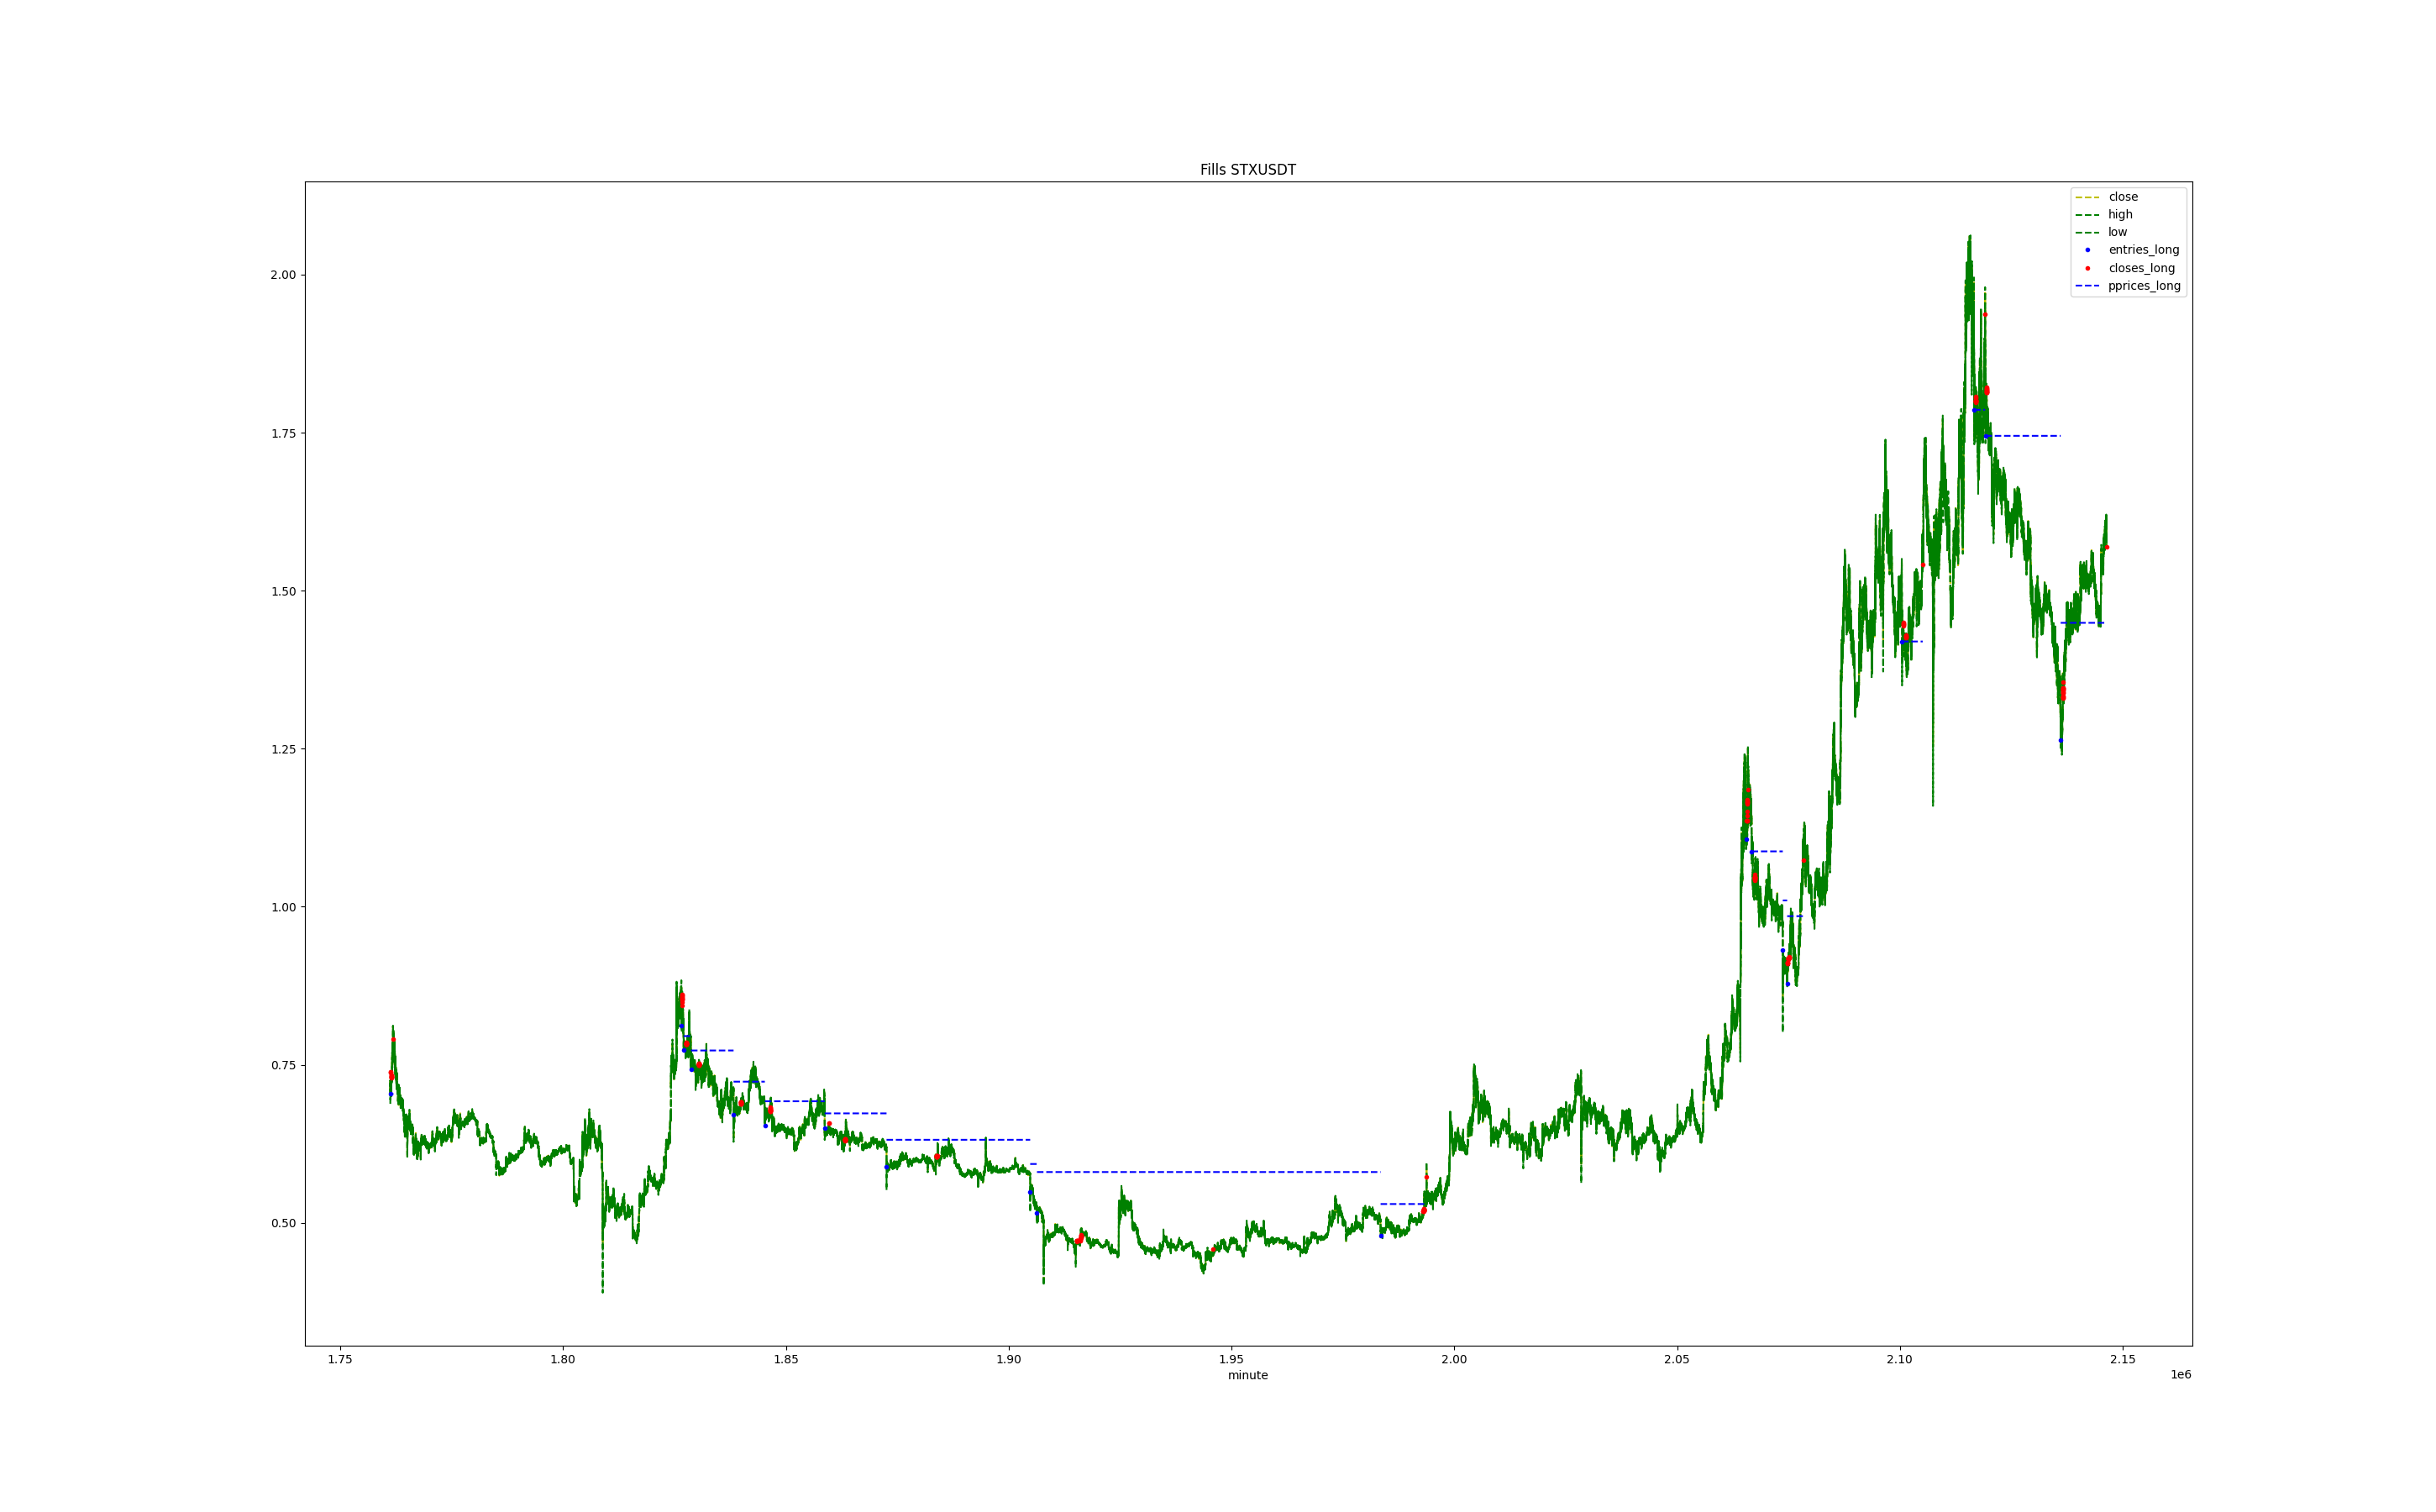 Fills STXUSDT
close
high
low
entries_long
closes_long
pprices_long
2.00
1.75
1.50
1.25
1.00
0.75
0.50
1.75 1.80 1.85 1.90 1.95 2.00 2.05 2.10 2.15
minute
1e6